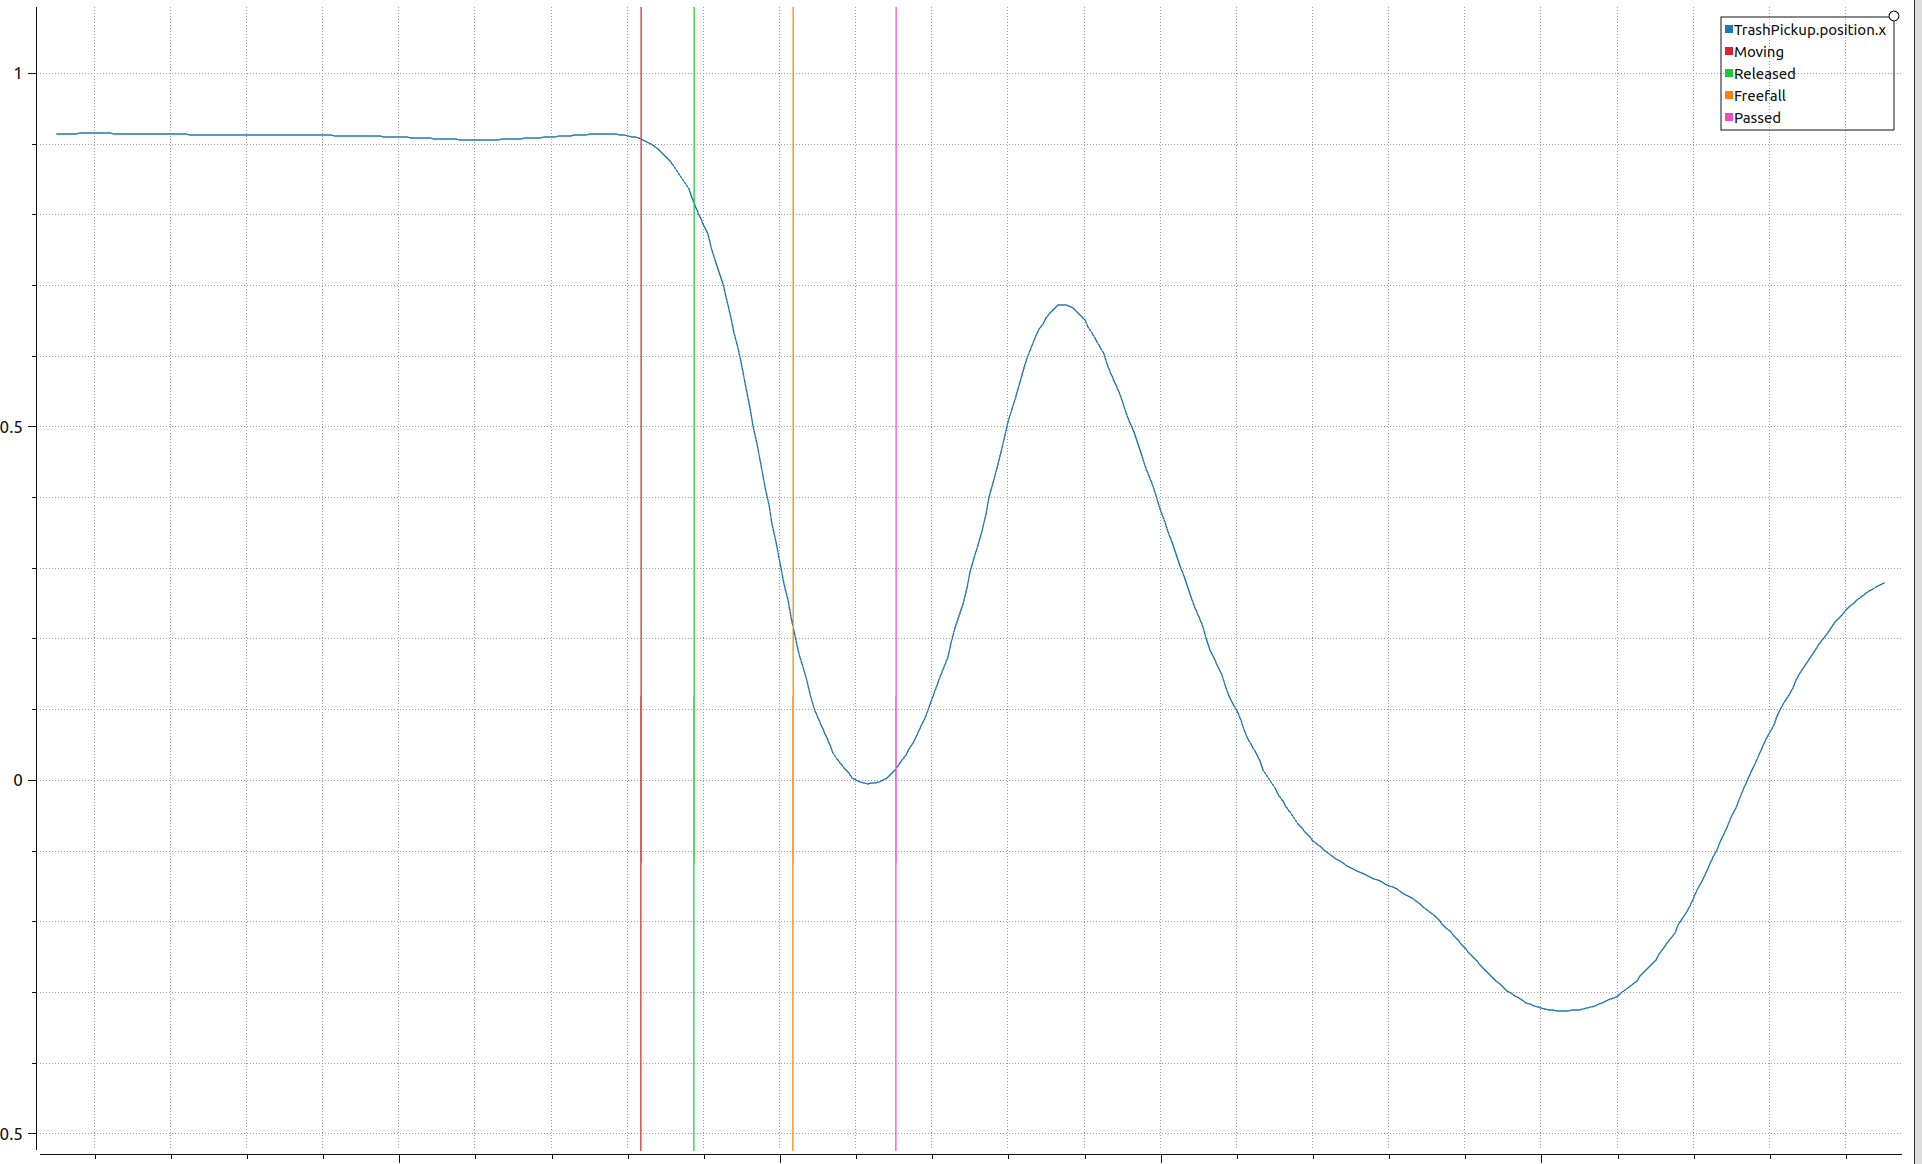 TrashPickup.position.x
Moving
Released
Freefall
Passed
1
0.5
0
0.5